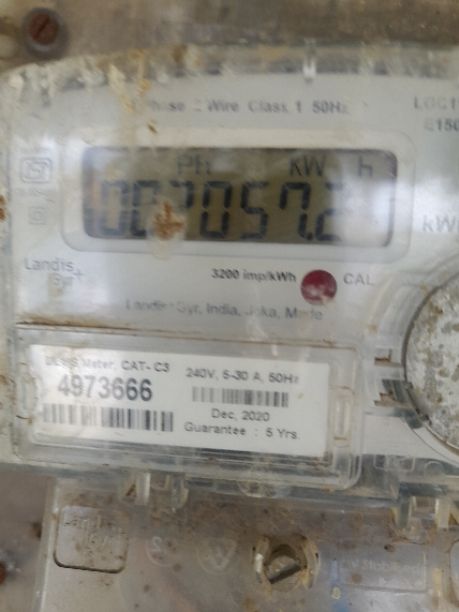 Phase 2 Wire Class 1 50Hz
kW h
007057.2
Landis+
Gyr
3200 imp/kWh
CAL
Landis+Gyr, India, Joka,
Meter, CAT- C3
240V, 5-30 A, 50Hz
4973666
Dec, 2020
Guarantee : 5 Yrs.